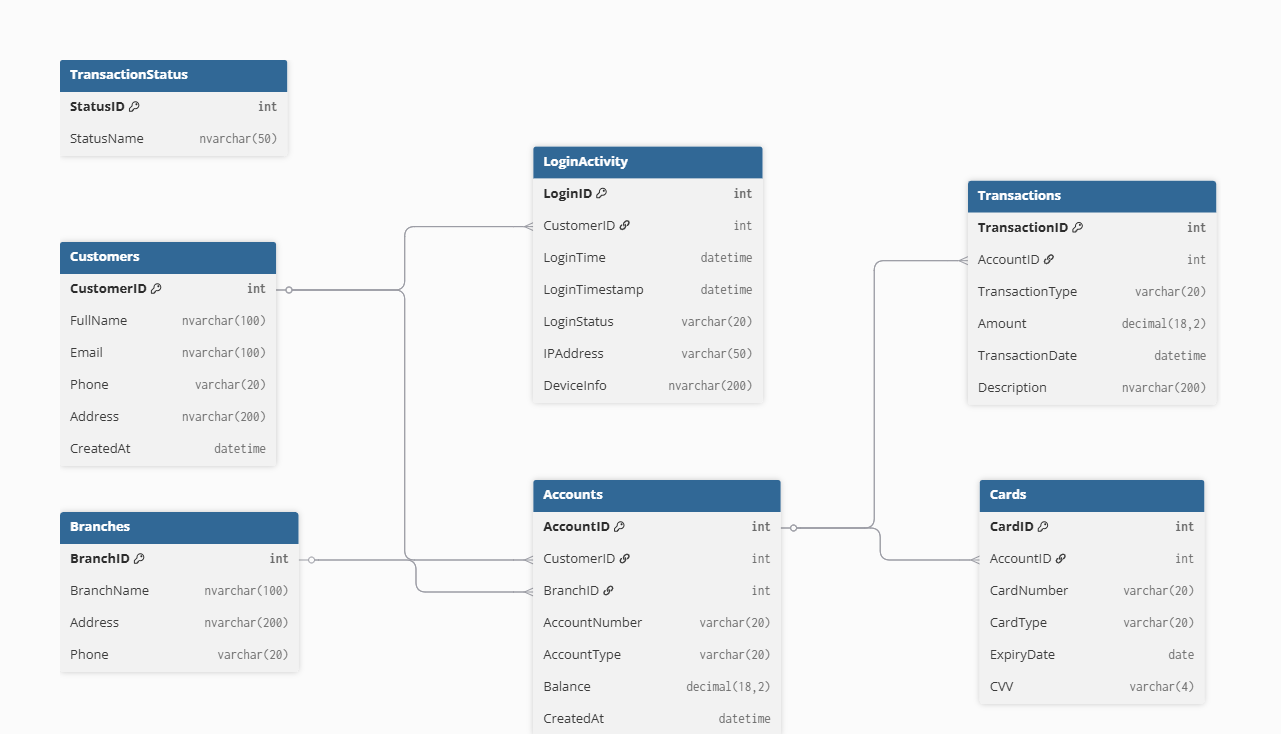 TransactionStatus
StatusID int
StatusName nvarchar(50)
Customers
CustomerID int
FullName nvarchar(100)
Email nvarchar(100)
Phone varchar(20)
Address nvarchar(200)
CreatedAt datetime
Branches
BranchID int
BranchName nvarchar(100)
Address nvarchar(200)
Phone varchar(20)
LoginActivity
LoginID int
CustomerID int
LoginTime datetime
LoginTimestamp datetime
LoginStatus varchar(20)
IPAddress varchar(50)
DeviceInfo nvarchar(200)
Accounts
AccountID int
CustomerID int
BranchID int
AccountNumber varchar(20)
AccountType varchar(20)
Balance decimal(18,2)
CreatedAt datetime
Transactions
TransactionID int
AccountID int
TransactionType varchar(20)
Amount decimal(18,2)
TransactionDate datetime
Description nvarchar(200)
Cards
CardID int
AccountID int
CardNumber varchar(20)
CardType varchar(20)
ExpiryDate date
CVV varchar(4)